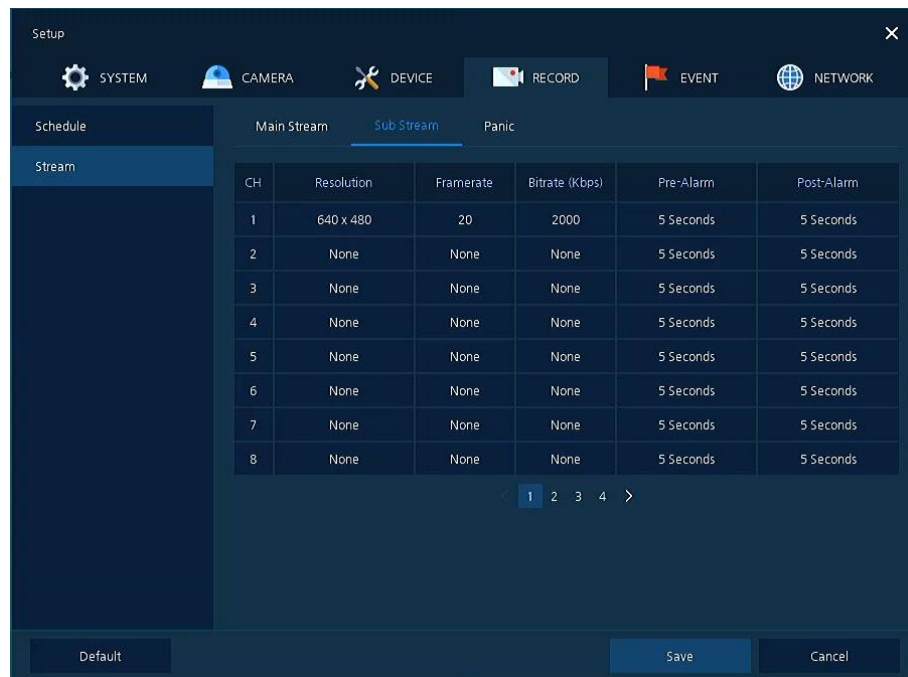 Setup
SYSTEM CAMERA DEVICE RECORD EVENT NETWORK
Schedule
Stream
Main Stream Sub Stream Panic
CH Resolution Framerate Bitrate (Kbps) Pre-Alarm Post-Alarm
1 640 x 480 20 2000 5 Seconds 5 Seconds
2 None None None 5 Seconds 5 Seconds
3 None None None 5 Seconds 5 Seconds
4 None None None 5 Seconds 5 Seconds
5 None None None 5 Seconds 5 Seconds
6 None None None 5 Seconds 5 Seconds
7 None None None 5 Seconds 5 Seconds
8 None None None 5 Seconds 5 Seconds
1 2 3 4
Default Save Cancel